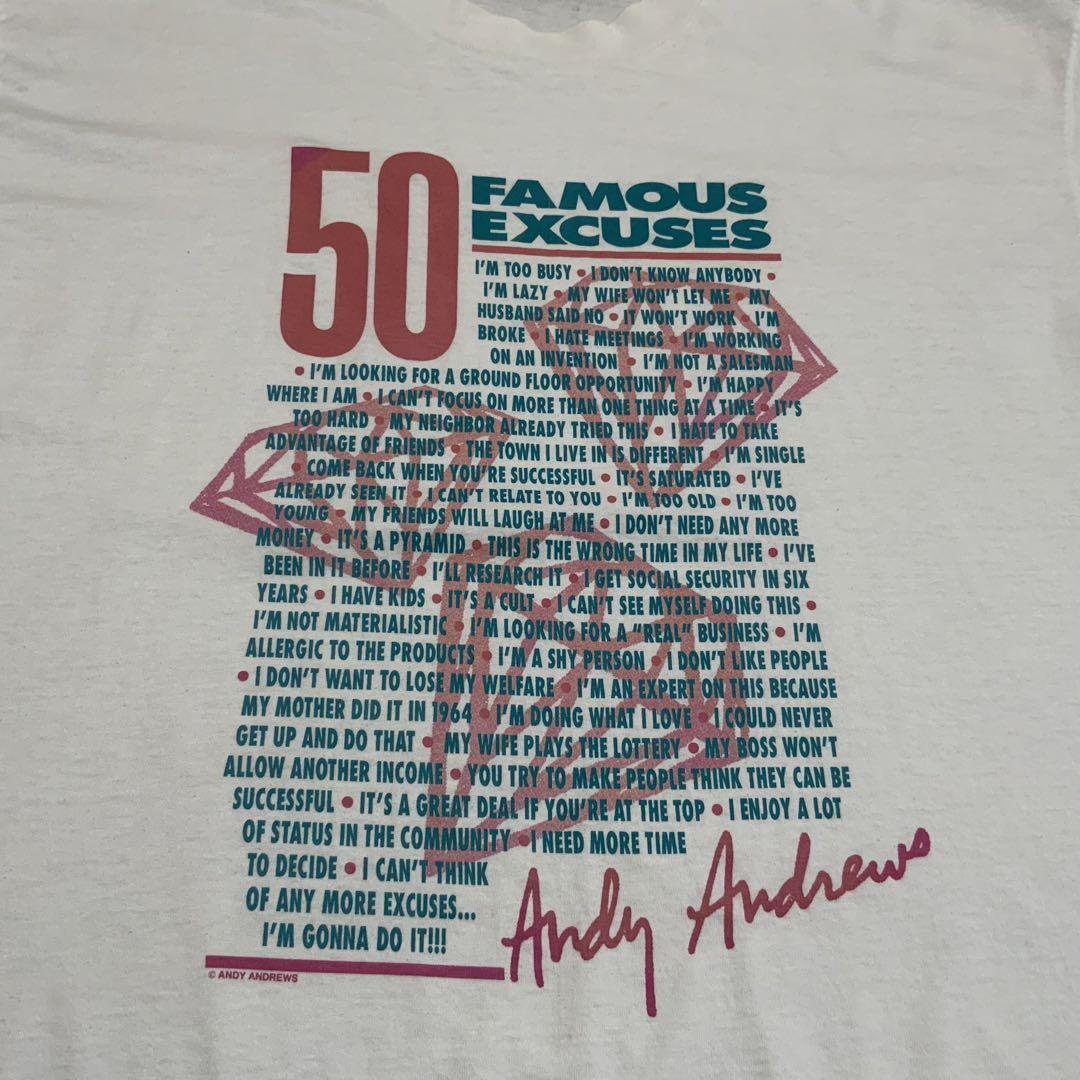 50 FAMOUS
EXCUSES
I'M TOO BUSY • I DON'T KNOW ANYBODY •
I'M LAZY • MY WIFE WON'T LET ME • MY
HUSBAND SAID NO • IT WON'T WORK • I'M
BROKE • I HATE MEETINGS • I'M WORKING
ON AN INVENTION • I'M NOT A SALESMAN
• I'M LOOKING FOR A GROUND FLOOR OPPORTUNITY • I'M HAPPY
WHERE I AM • I CAN'T FOCUS ON MORE THAN ONE THING AT A TIME • IT'S
TOO HARD • MY NEIGHBOR ALREADY TRIED THIS • I HATE TO TAKE
ADVANTAGE OF FRIENDS • THE TOWN I LIVE IN IS DIFFERENT • I'M SINGLE
• COME BACK WHEN YOU'RE SUCCESSFUL • IT'S SATURATED • I'VE
ALREADY SEEN IT • I CAN'T RELATE TO YOU • I'M TOO OLD • I'M TOO
YOUNG • MY FRIENDS WILL LAUGH AT ME • I DON'T NEED ANY MORE
MONEY • IT'S A PYRAMID • THIS IS THE WRONG TIME IN MY LIFE • I'VE
BEEN IN IT BEFORE • I'LL RESEARCH IT • I GET SOCIAL SECURITY IN SIX
YEARS • I HAVE KIDS • IT'S A CULT • I CAN'T SEE MYSELF DOING THIS •
I'M NOT MATERIALISTIC • I'M LOOKING FOR A "REAL" BUSINESS • I'M
ALLERGIC TO THE PRODUCTS • I'M A SHY PERSON • I DON'T LIKE PEOPLE
• I DON'T WANT TO LOSE MY WELFARE • I'M AN EXPERT ON THIS BECAUSE
MY MOTHER DID IT IN 1964 • I'M DOING WHAT I LOVE • I COULD NEVER
GET UP AND DO THAT • MY WIFE PLAYS THE LOTTERY • MY BOSS WON'T
ALLOW ANOTHER INCOME • YOU TRY TO MAKE PEOPLE THINK THEY CAN BE
SUCCESSFUL • IT'S A GREAT DEAL IF YOU'RE AT THE TOP • I ENJOY A LOT
OF STATUS IN THE COMMUNITY • I NEED MORE TIME
TO DECIDE • I CAN'T THINK
OF ANY MORE EXCUSES...
I'M GONNA DO IT!!!
Andy Andrews
© ANDY ANDREWS